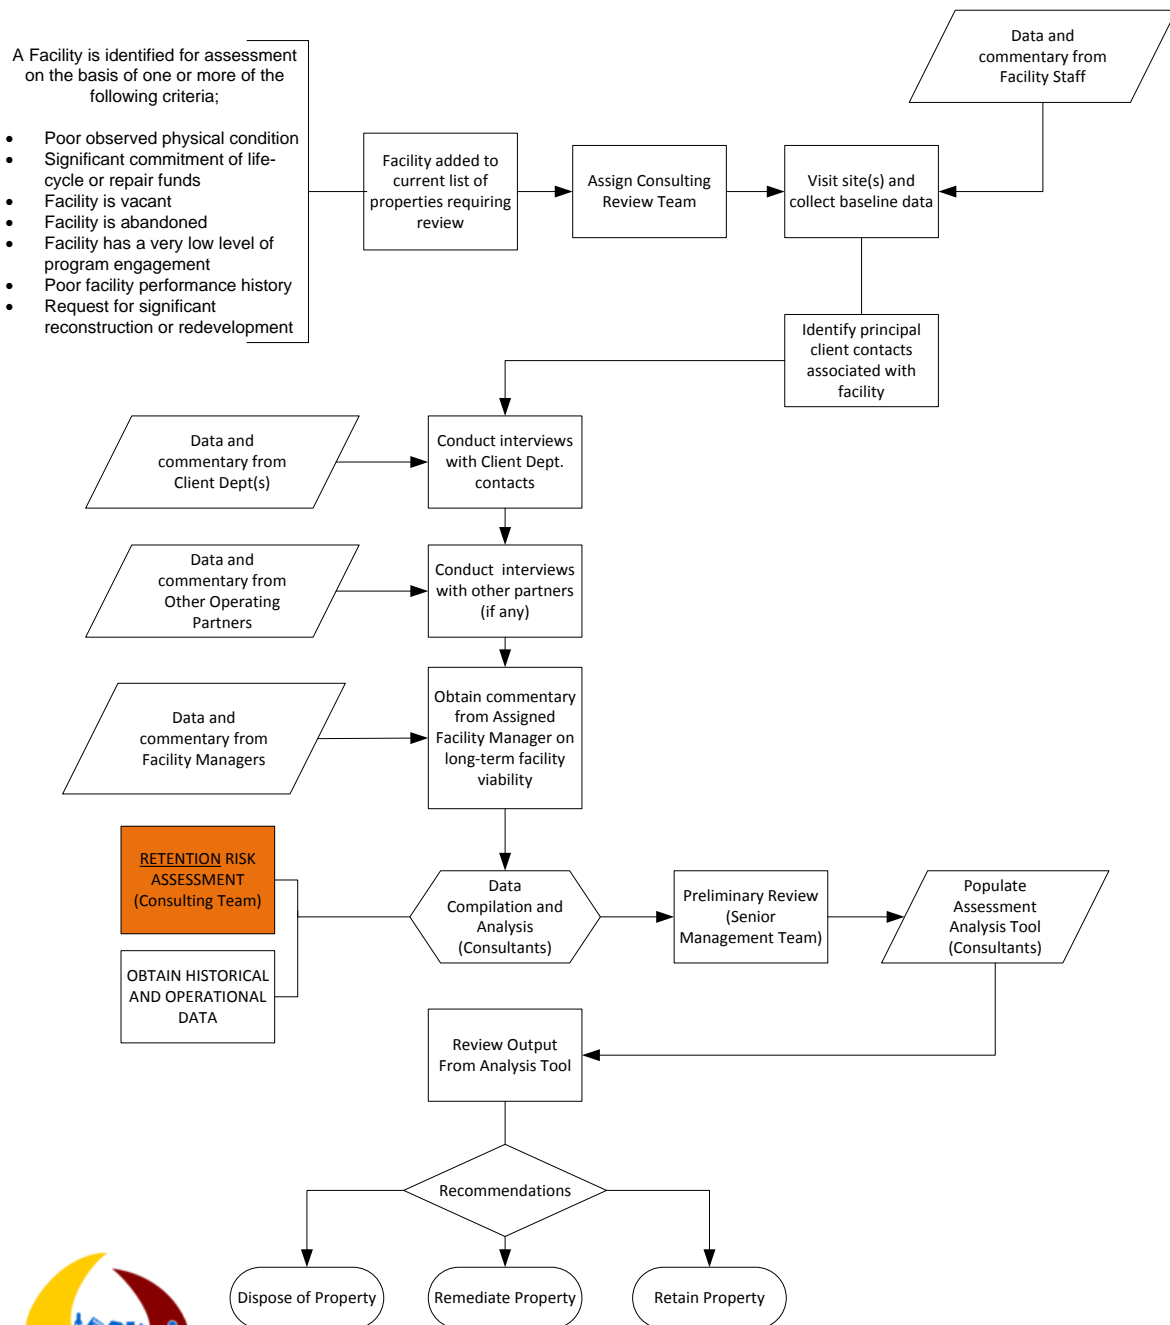 A Facility is identified for assessment
on the basis of one or more of the
following criteria;
• Poor observed physical condition
• Significant commitment of life-
cycle or repair funds
• Facility is vacant
• Facility is abandoned
• Facility has a very low level of
program engagement
• Poor facility performance history
• Request for significant
reconstruction or redevelopment
Facility added to
current list of
properties requiring
review
Assign Consulting
Review Team
Visit site(s) and
collect baseline data
Data and
commentary from
Facility Staff
Identify principal
client contacts
associated with
facility
Data and
commentary from
Client Dept(s)
Conduct interviews
with Client Dept.
contacts
Data and
commentary from
Other Operating
Partners
Conduct interviews
with other partners
(if any)
Data and
commentary from
Facility Managers
Obtain commentary
from Assigned
Facility Manager on
long-term facility
viability
RETENTION RISK
ASSESSMENT
(Consulting Team)
OBTAIN HISTORICAL
AND OPERATIONAL
DATA
Data
Compilation and
Analysis
(Consultants)
Preliminary Review
(Senior
Management Team)
Populate
Assessment
Analysis Tool
(Consultants)
Review Output
From Analysis Tool
Recommendations
Dispose of Property
Remediate Property
Retain Property